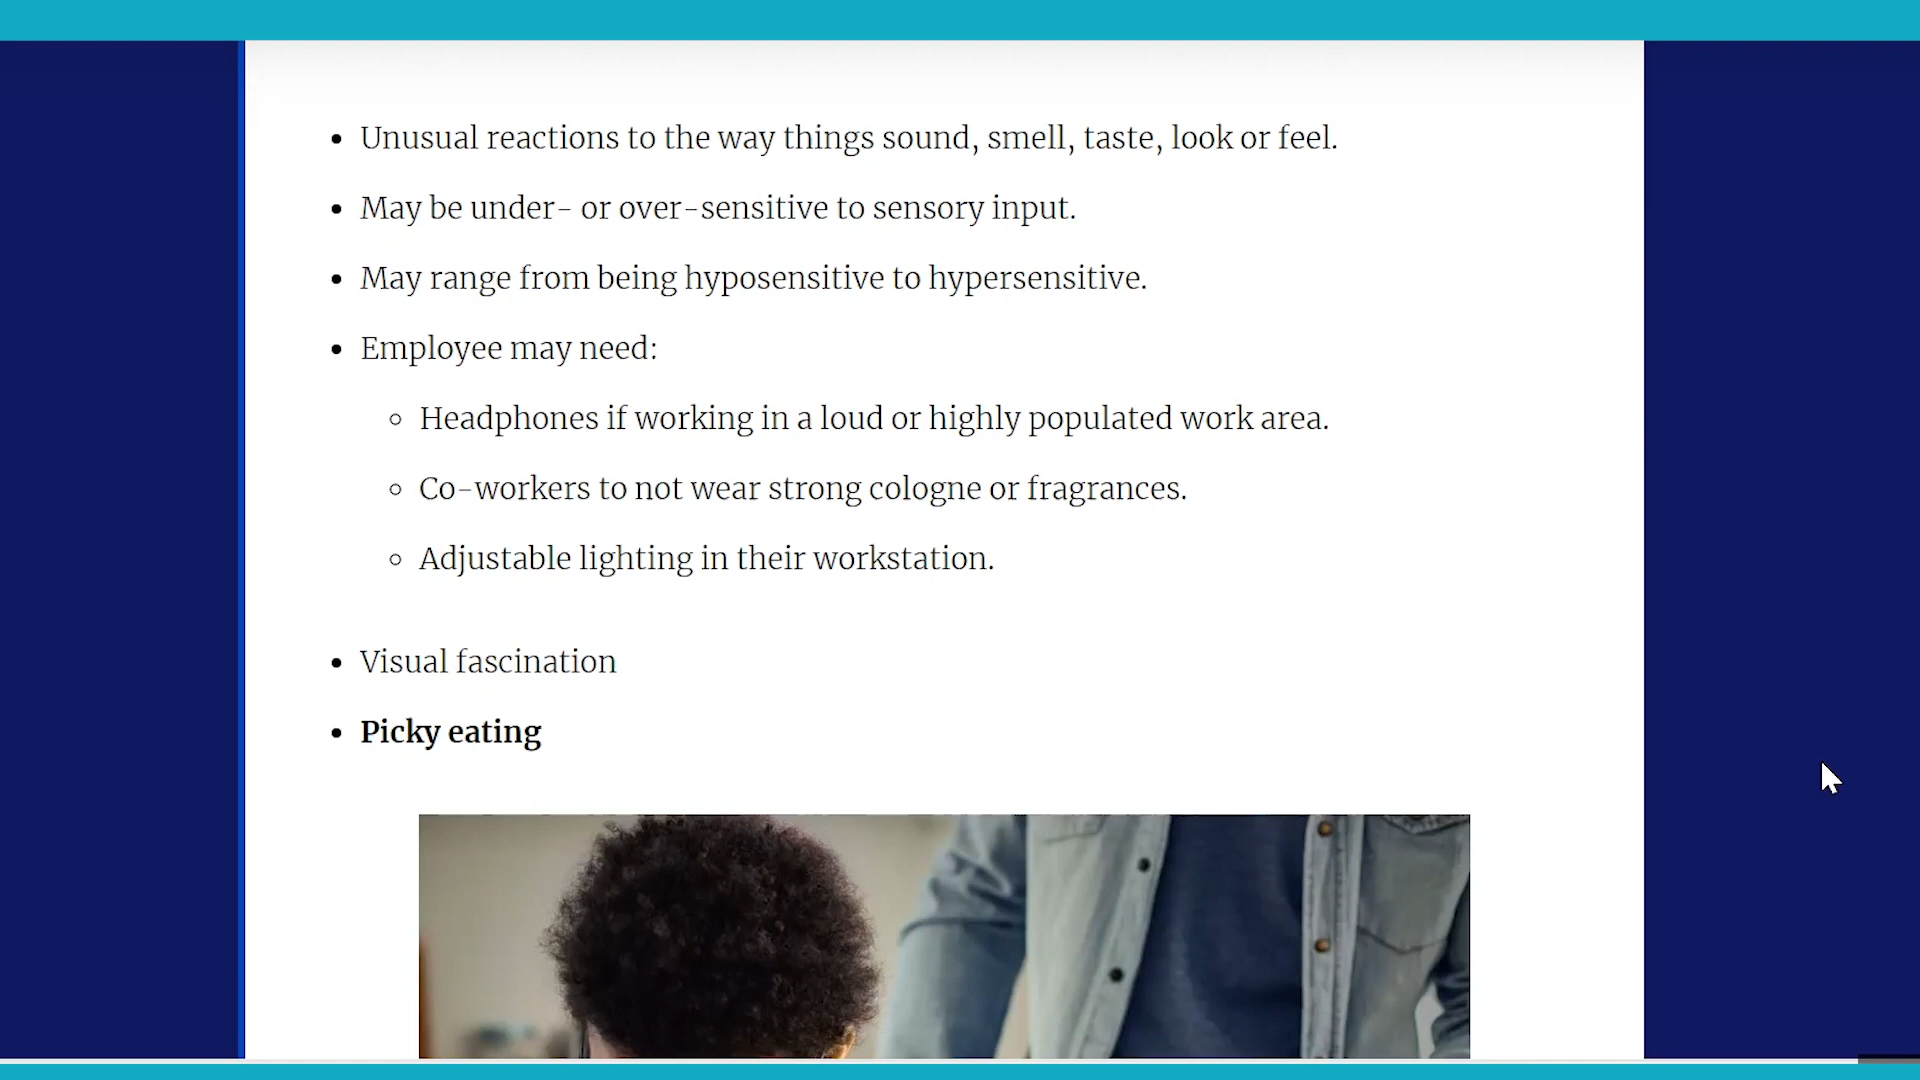 Unusual reactions to the way things sound, smell, taste, look or feel.
May be under- or over-sensitive to sensory input.
May range from being hyposensitive to hypersensitive.
Employee may need:
Headphones if working in a loud or highly populated work area.
Co-workers to not wear strong cologne or fragrances.
Adjustable lighting in their workstation.
Visual fascination
Picky eating